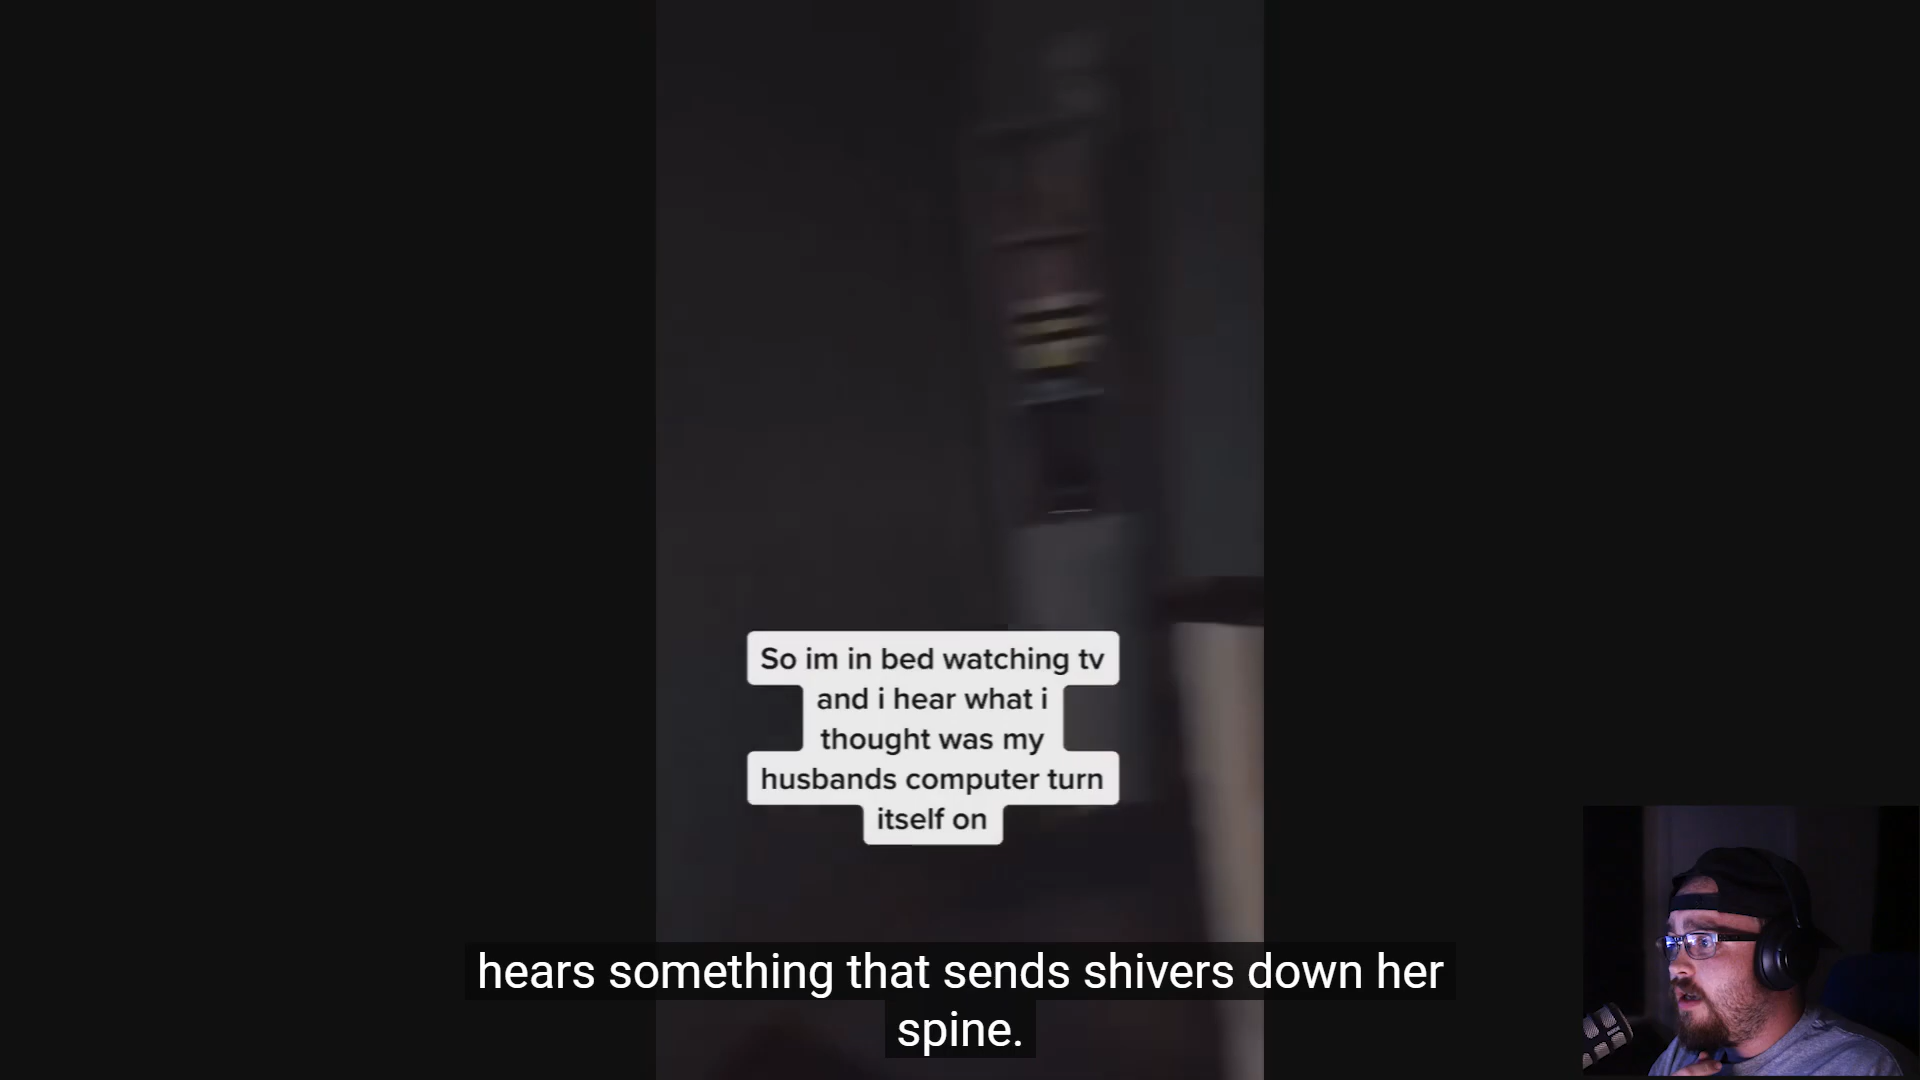 So im in bed watching tv
and i hear what i
thought was my
husbands computer turn
itself on
hears something that sends shivers down her
spine.